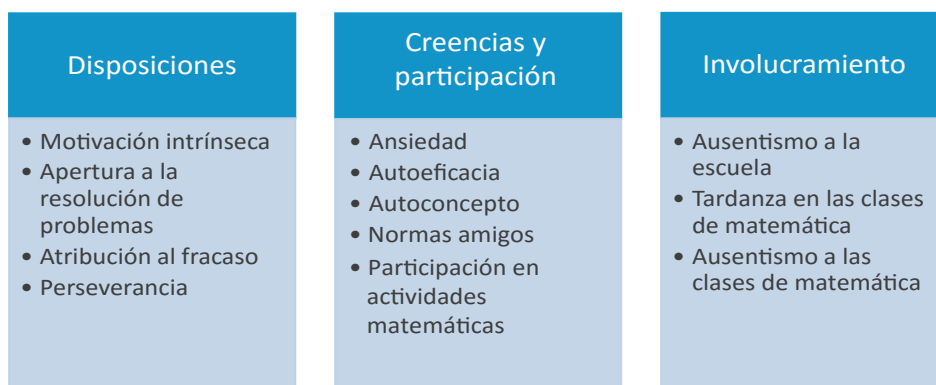 Disposiciones
• Motivación intrínseca
• Apertura a la
resolución de
problemas
• Atribución al fracaso
• Perseverancia
Creencias y
participación
• Ansiedad
• Autoeficacia
• Autoconcepto
• Normas amigos
• Participación en
actividades
matemáticas
Involucramiento
• Ausentismo a la
escuela
• Tardanza en las clases
de matemática
• Ausentismo a las
clases de matemática